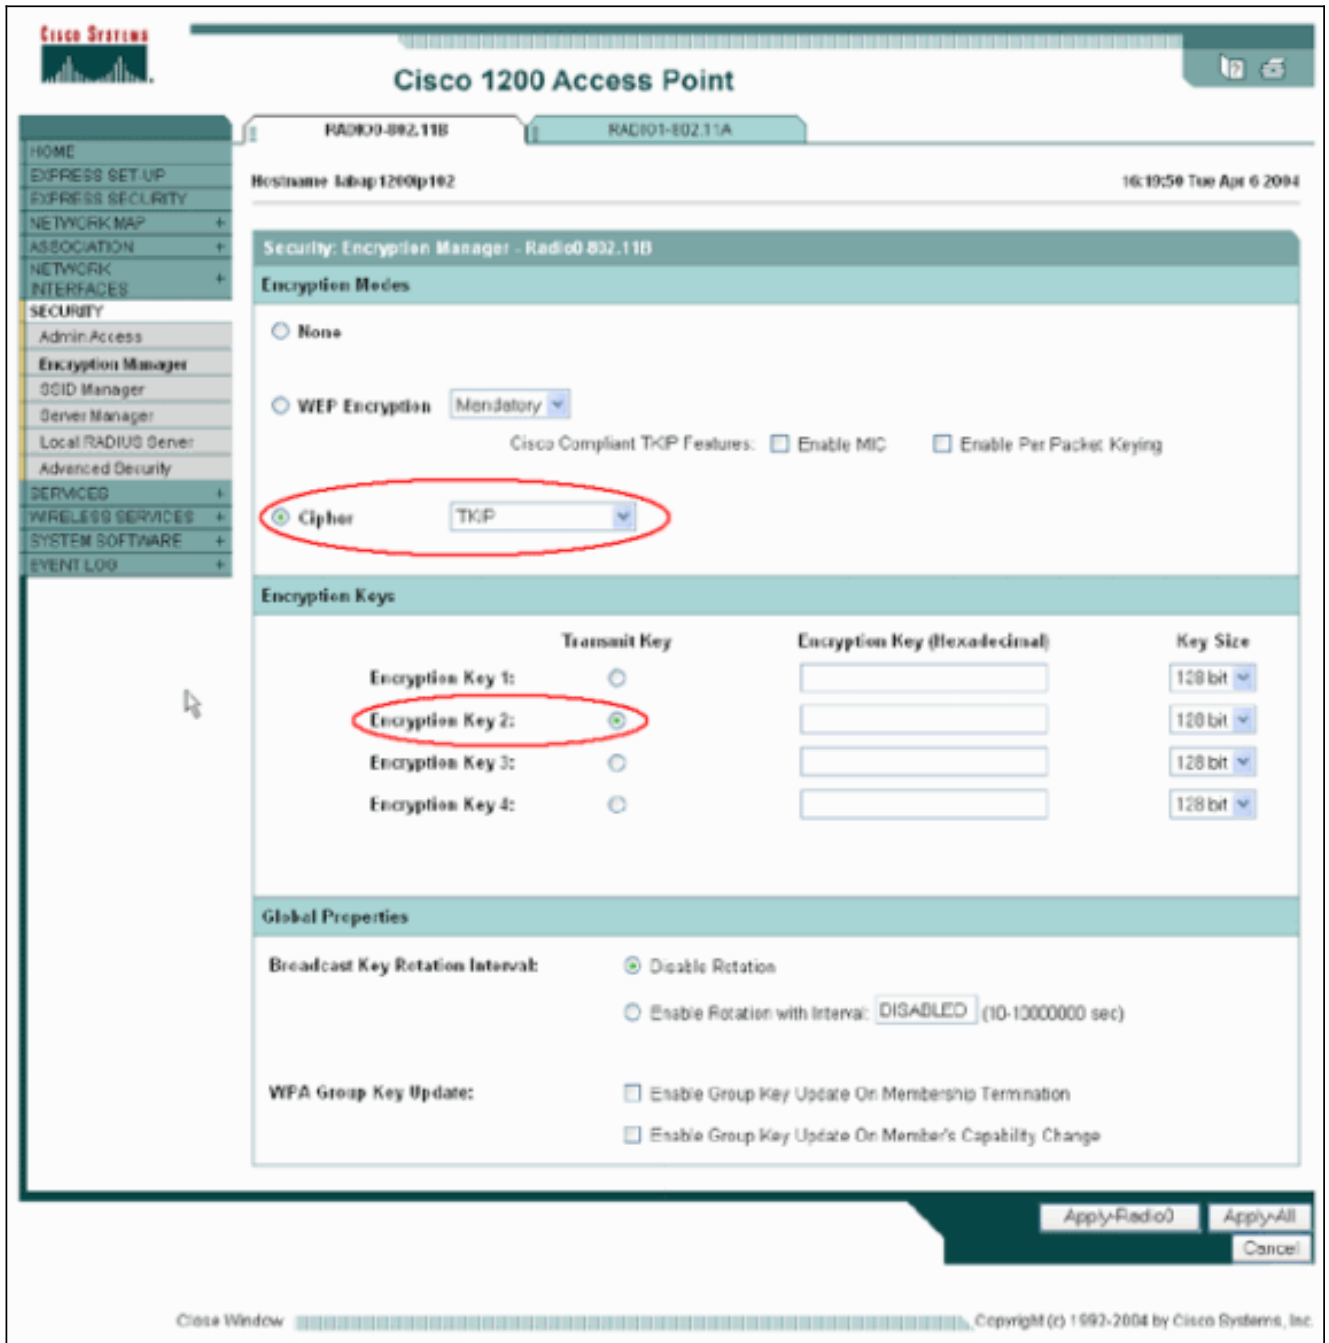 CISCO SYSTEMS
Cisco 1200 Access Point
RADIO0-802.11B
RADIO1-802.11A
HOME
EXPRESS SET-UP
EXPRESS SECURITY
NETWORK MAP +
ASSOCIATION +
NETWORK
INTERFACES +
SECURITY
Admin Access
Encryption Manager
SSID Manager
Server Manager
Local RADIUS Server
Advanced Security
SERVICES +
WIRELESS SERVICES +
SYSTEM SOFTWARE +
EVENT LOG +
Hostname labap1200ip102
16:19:50 Tue Apr 6 2004
Security: Encryption Manager - Radio0-802.11B
Encryption Modes
None
WEP Encryption Mandatory
Cisco Compliant TKIP Features: Enable MIC Enable Per Packet Keying
Cipher TKIP
Encryption Keys
Transmit Key Encryption Key (Hexadecimal) Key Size
Encryption Key 1: 128 bit
Encryption Key 2: 128 bit
Encryption Key 3: 128 bit
Encryption Key 4: 128 bit
Global Properties
Broadcast Key Rotation Interval: Disable Rotation
Enable Rotation with Interval: DISABLED (10-10000000 sec)
WPA Group Key Update: Enable Group Key Update On Membership Termination
Enable Group Key Update On Member's Capability Change
Apply-Radio0 Apply-All
Cancel
Close Window Copyright (c) 1992-2004 by Cisco Systems, Inc.